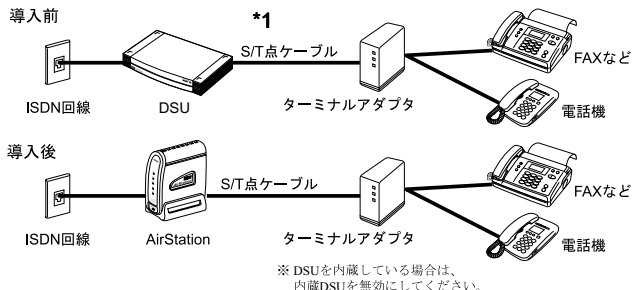 導入前
*1
S/T点ケーブル
FAXなど
ISDN回線
DSU
ターミナルアダプタ
電話機
導入後
S/T点ケーブル
FAXなど
ISDN回線
AirStation
ターミナルアダプタ
電話機
※ DSUを内蔵している場合は、
内蔵DSUを無効にしてください。